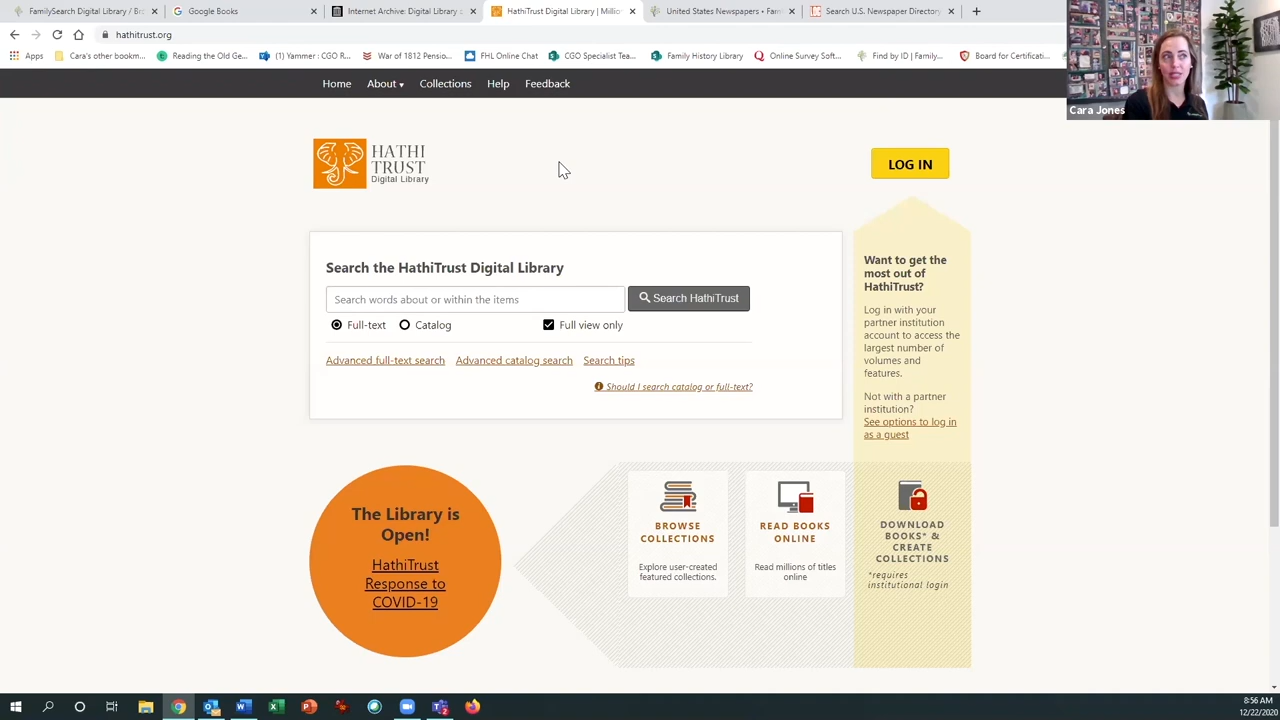 FamilySearch Digital Library / Br
Google Books
Internet Archive: Digital Library
HathiTrust Digital Library | Millio
United States Newspapers • Fam
Search U.S. Newspaper Directory,
hathitrust.org
Apps
Cara's other bookm...
Reading the Old Ge...
(1) Yammer : CGO R...
War of 1812 Pensio...
FHL Online Chat
CGO Specialist Tea...
Family History Library
Online Survey Soft...
Find by ID | Family...
Board for Certificati...
Cara Jones
Home About ▾ Collections Help Feedback
HATHI
TRUST
Digital Library
LOG IN
Search the HathiTrust Digital Library
Search words about or within the items
Search HathiTrust
Full-text Catalog Full view only
Advanced full-text search Advanced catalog search Search tips
Should I search catalog or full-text?
Want to get the
most out of
HathiTrust?
Log in with your
partner institution
account to access the
largest number of
volumes and
features.
Not with a partner
institution?
See options to log in
as a guest
The Library is
Open!
HathiTrust
Response to
COVID-19
BROWSE
COLLECTIONS
Explore user-created
featured collections.
READ BOOKS
ONLINE
Read millions of titles
online
DOWNLOAD
BOOKS* &
CREATE
COLLECTIONS
*requires
institutional login
8:56 AM
12/22/2020